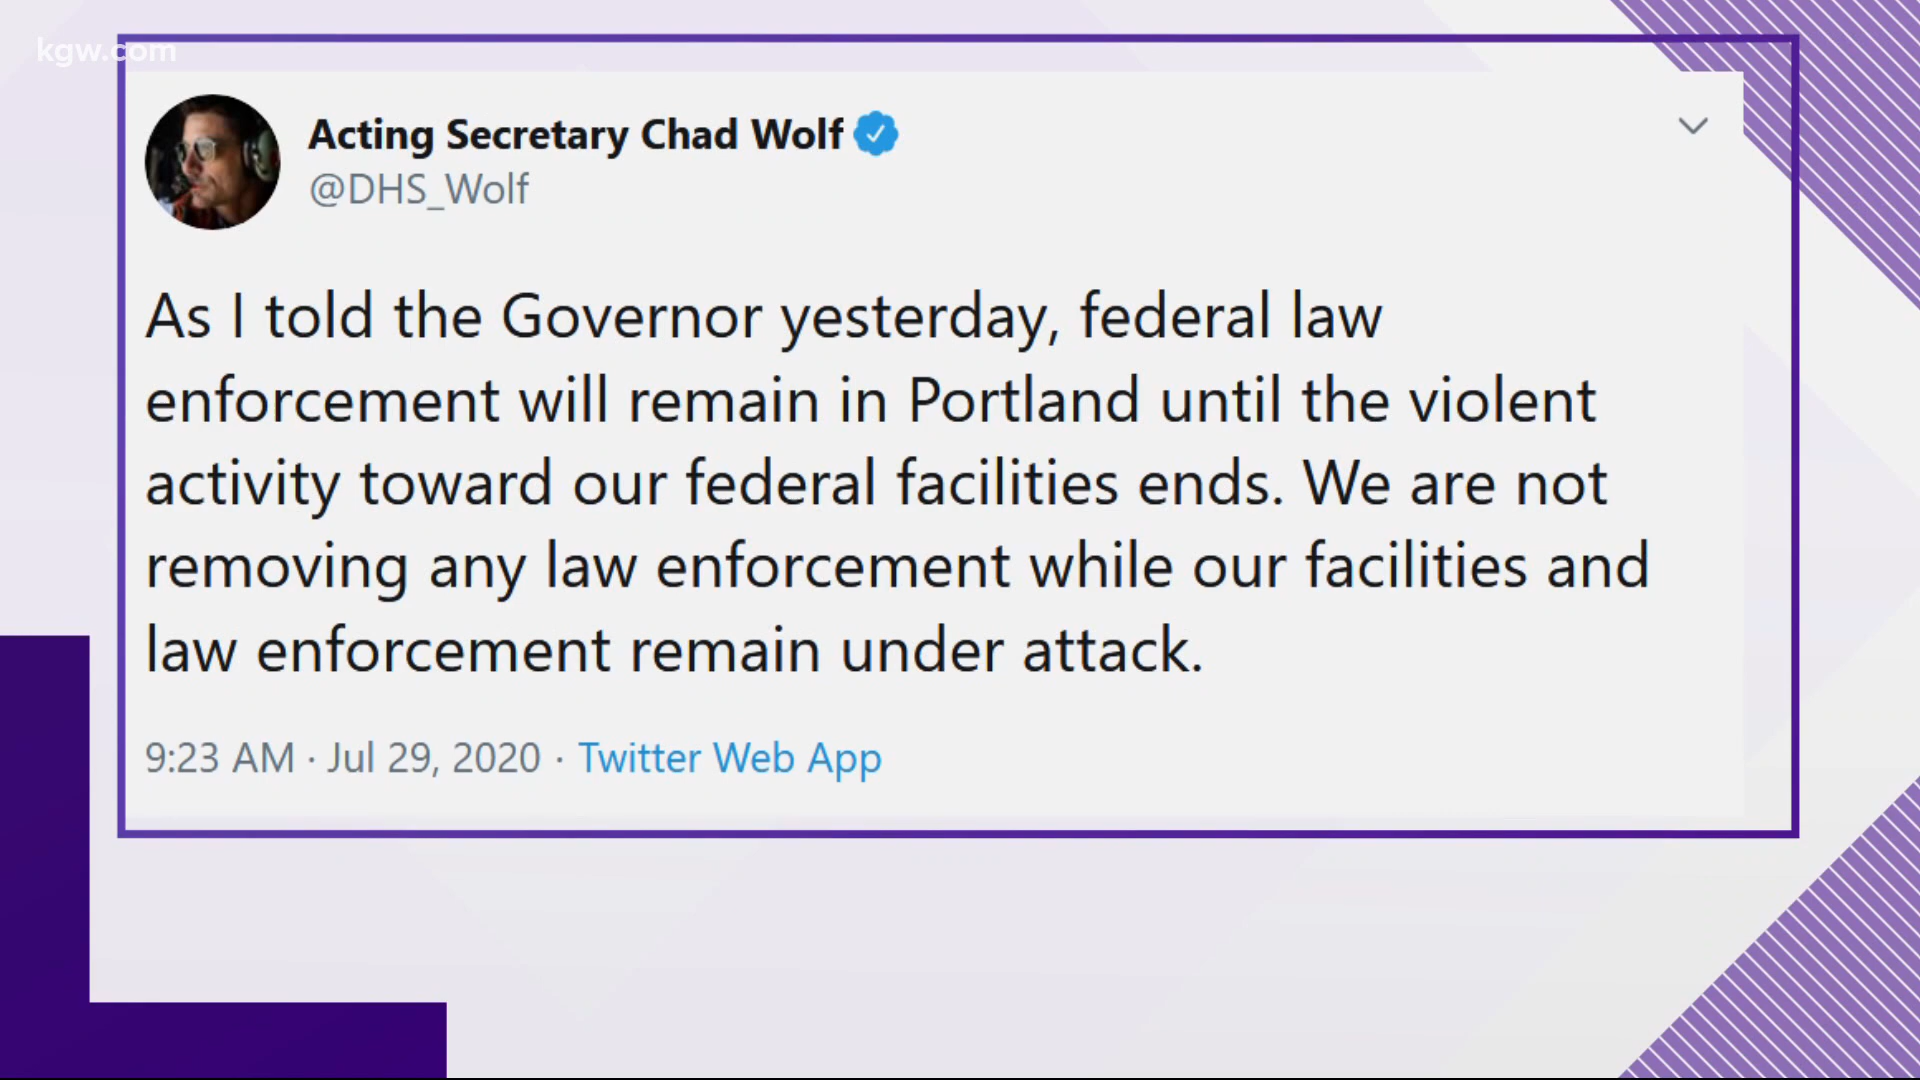 kgw.com
Acting Secretary Chad Wolf
@DHS_Wolf
As I told the Governor yesterday, federal law
enforcement will remain in Portland until the violent
activity toward our federal facilities ends. We are not
removing any law enforcement while our facilities and
law enforcement remain under attack.
9:23 AM · Jul 29, 2020 · Twitter Web App